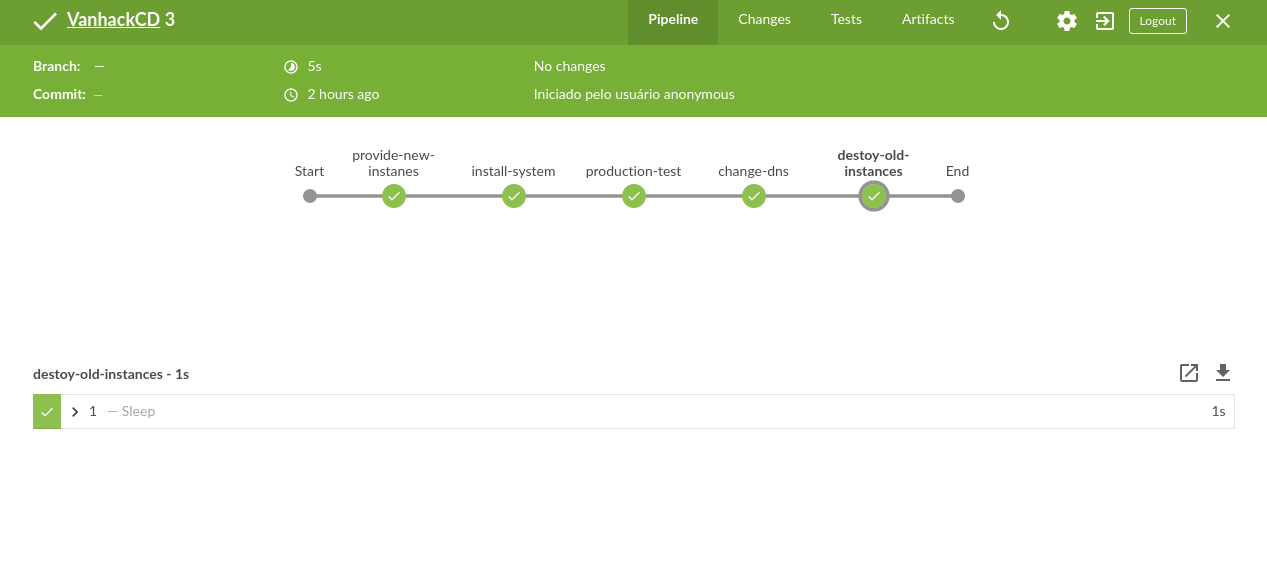 VanhackCD 3
Pipeline Changes Tests Artifacts Logout
Branch: —
5s
No changes
Commit: —
2 hours ago
Iniciado pelo usuário anonymous
Start
provide-new-
instanes
install-system
production-test
change-dns
destoy-old-
instances
End
destoy-old-instances - 1s
1 — Sleep 1s